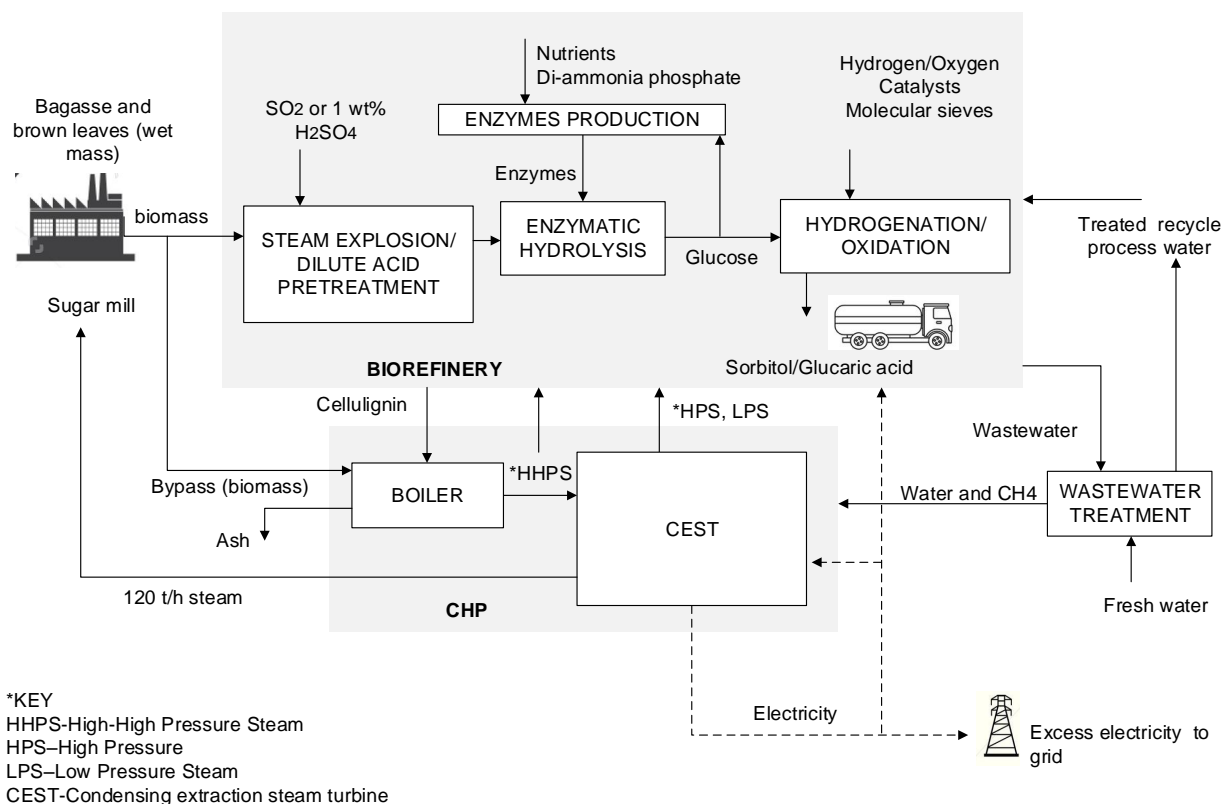 Nutrients
Di-ammonia phosphate
Hydrogen/Oxygen
Catalysts
Molecular sieves
Bagasse and
brown leaves (wet
mass)
SO2 or 1 wt%
H2SO4
ENZYMES PRODUCTION
Enzymes
biomass
STEAM EXPLOSION/
DILUTE ACID
PRETREATMENT
ENZYMATIC
HYDROLYSIS
Glucose
HYDROGENATION/
OXIDATION
Treated recycle
process water
Sugar mill
BIOREFINERY
Sorbitol/Glucaric acid
Cellulignin
*HPS, LPS
Wastewater
Bypass (biomass)
BOILER
*HHPS
CEST
Water and CH4
WASTEWATER
TREATMENT
Ash
120 t/h steam
CHP
Fresh water
Electricity
Excess electricity to
grid
*KEY
HHPS-High-High Pressure Steam
HPS–High Pressure
LPS–Low Pressure Steam
CEST-Condensing extraction steam turbine